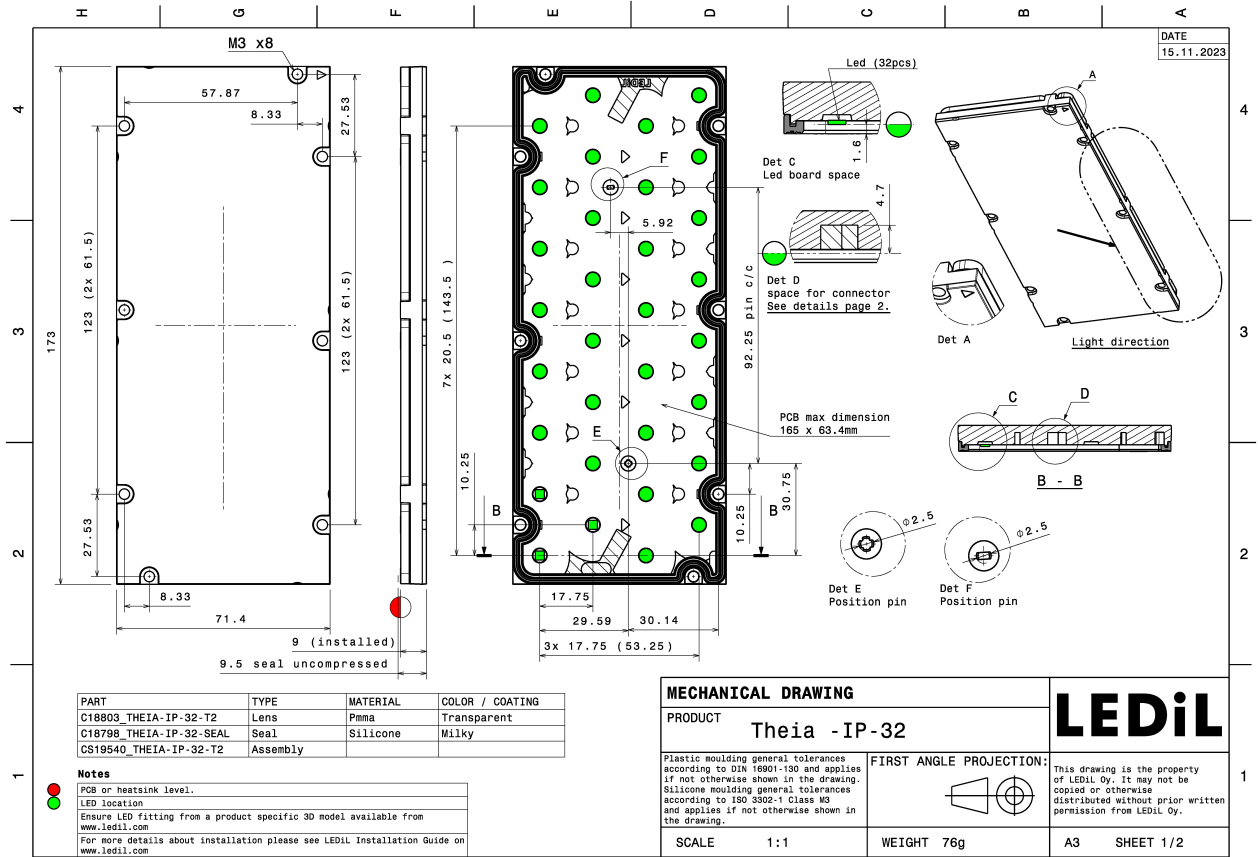 H G F E D C B A
DATE
15.11.2023
M3 x8
57.87
8.33
27.53
173
123 (2x 61.5)
123 (2x 61.5)
27.53
8.33
71.4
9 (installed)
9.5 seal uncompressed
LEDiL
F
5.92
7x 20.5 (143.5 )
92.25 pin c/c
PCB max dimension
165 x 63.4mm
E
10.25
B
B
10.25
30.75
17.75
29.59
30.14
3x 17.75 (53.25)
Led (32pcs)
1.6
Det C
Led board space
4.7
Det D
space for connector
See details page 2.
A
Det A
Light direction
C
D
B - B
Ø2.5
Det E
Position pin
Ø2.5
Det F
Position pin
4
3
2
1
4
3
2
1
PART TYPE MATERIAL COLOR / COATING
C18803_THEIA-IP-32-T2 Lens Pmma Transparent
C18798_THEIA-IP-32-SEAL Seal Silicone Milky
CS19540_THEIA-IP-32-T2 Assembly
Notes
PCB or heatsink level.
LED location
Ensure LED fitting from a product specific 3D model available from
www.ledil.com
For more details about installation please see LEDiL Installation Guide on
www.ledil.com
MECHANICAL DRAWING
PRODUCT
Theia -IP-32
LEDiL
Plastic moulding general tolerances
according to DIN 16901-130 and applies
if not otherwise shown in the drawing.
Silicone moulding general tolerances
according to ISO 3302-1 Class M3
and applies if not otherwise shown in
the drawing.
FIRST ANGLE PROJECTION:
This drawing is the property
of LEDiL Oy. It may not be
copied or otherwise
distributed without prior written
permission from LEDiL Oy.
SCALE 1:1
WEIGHT 76g
A3 SHEET 1/2